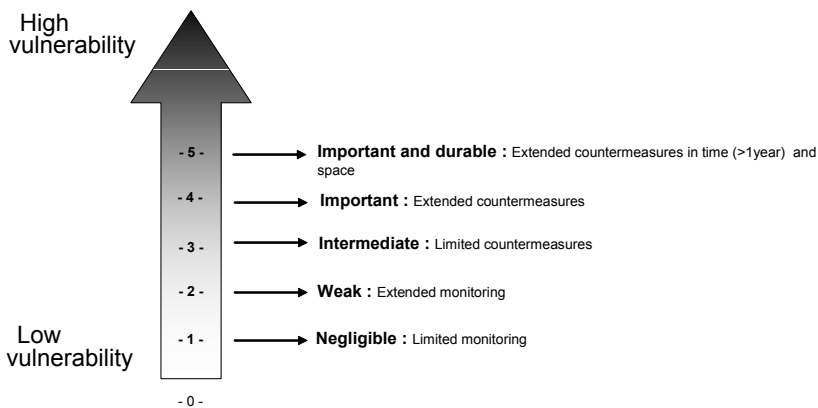 High
vulnerability
- 5 -
Important and durable : Extended countermeasures in time (>1year) and
space
- 4 -
Important : Extended countermeasures
- 3 -
Intermediate : Limited countermeasures
- 2 -
Weak : Extended monitoring
Low
vulnerability
- 1 -
Negligible : Limited monitoring
- 0 -